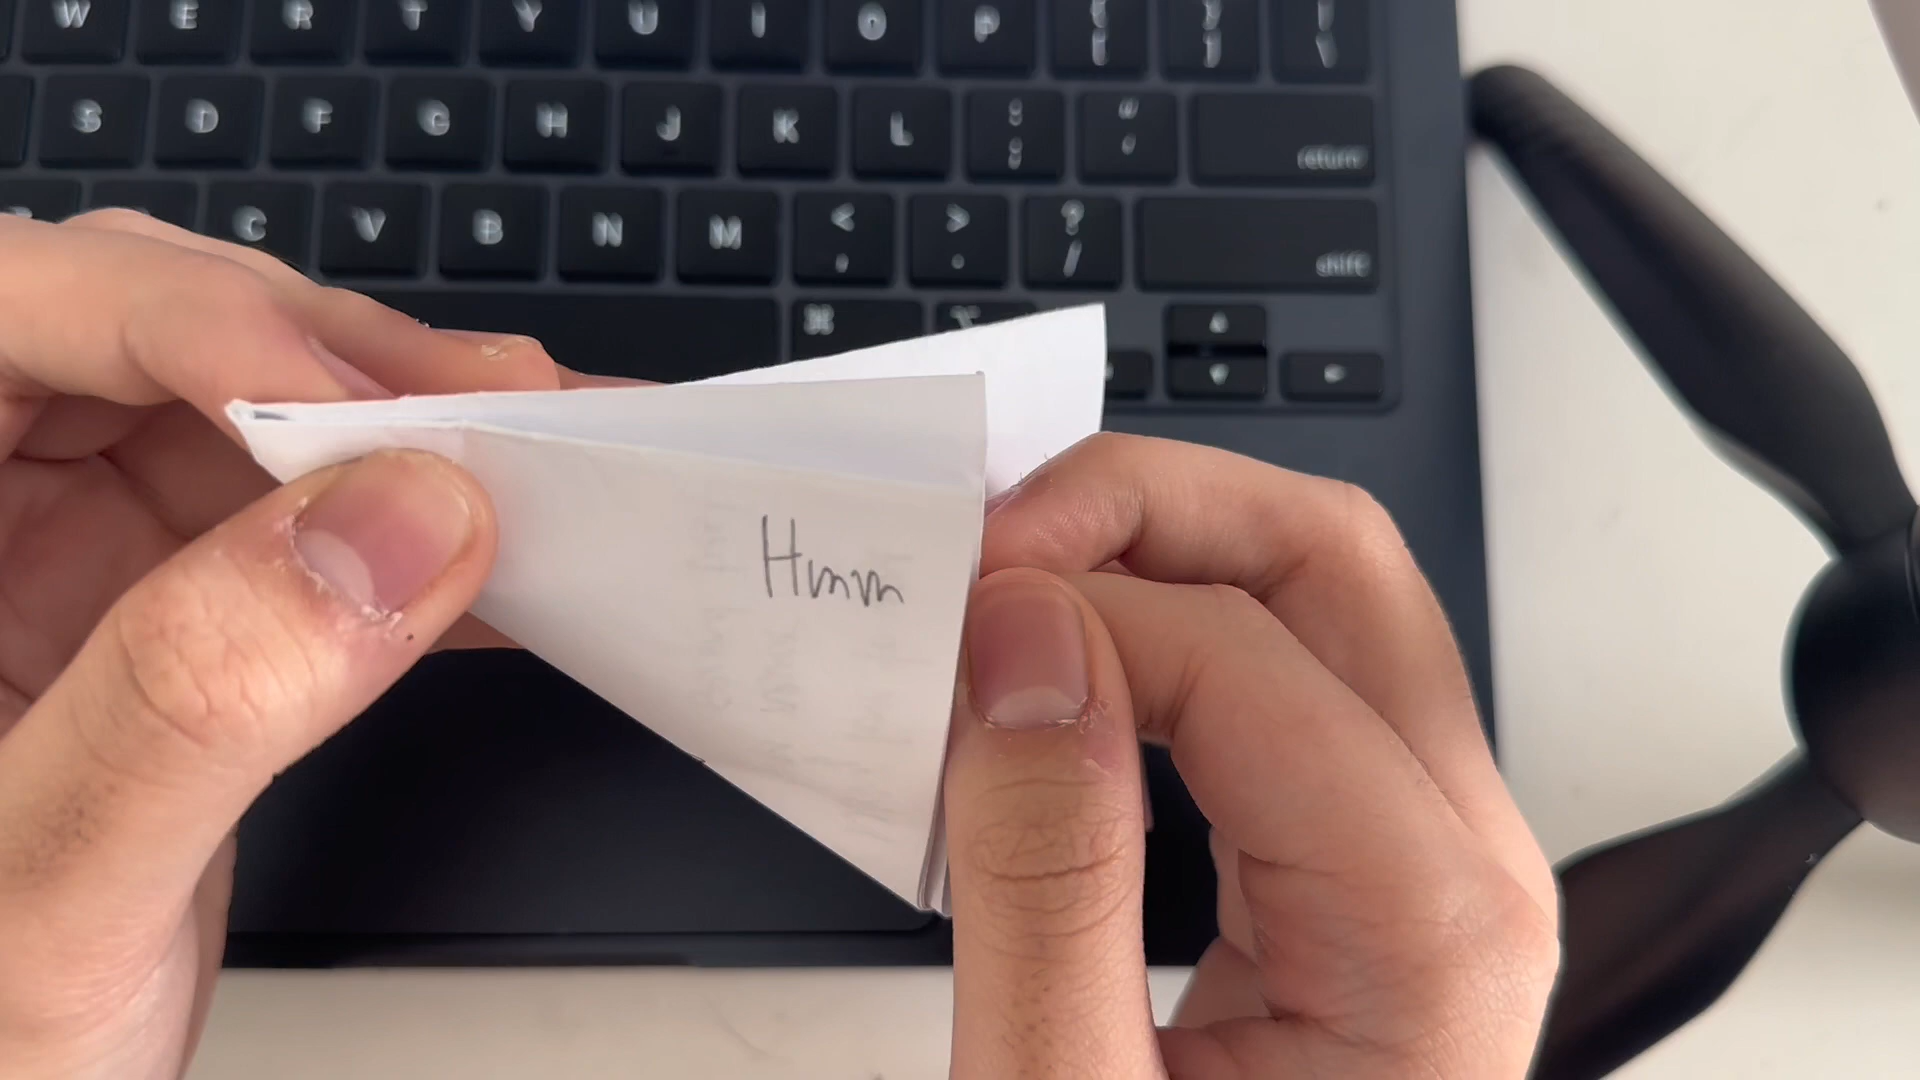 W E R T Y U I O P { [ } ] | \
S D F G H J K L : ; " ' return
C V B N M < , > . ? / shift
⌘ ⌥
Hmm